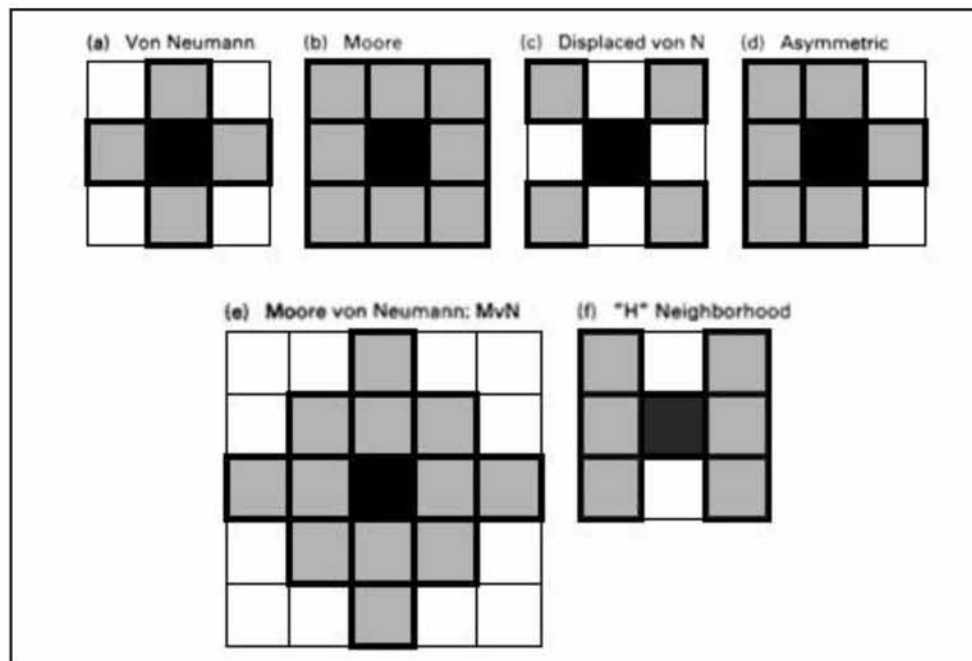 (a) Von Neumann
(b) Moore
(c) Displaced von N
(d) Asymmetric
(e) Moore von Neumann: MvN
(f) "H" Neighborhood